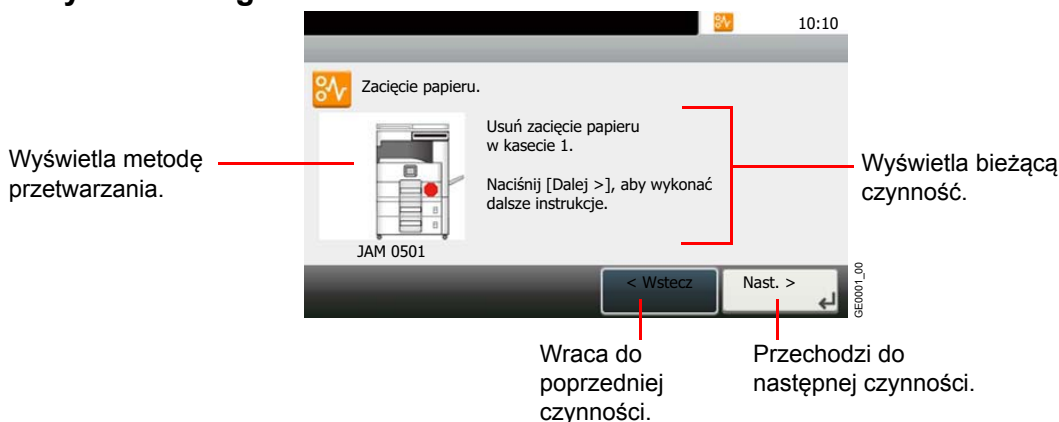 10:10
Zacięcie papieru.
Usuń zacięcie papieru
w kasecie 1.
Naciśnij [Dalej >], aby wykonać
dalsze instrukcje.
JAM 0501
< Wstecz
Nast. >
GE0001_00
Wyświetla metodę
przetwarzania.
Wyświetla bieżącą
czynność.
Wraca do
poprzedniej
czynności.
Przechodzi do
następnej czynności.